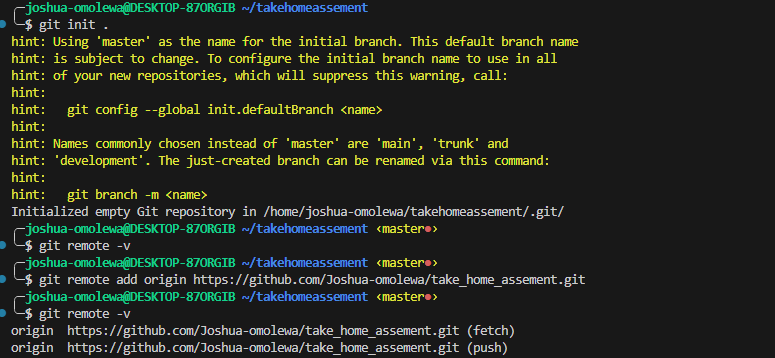 joshua-omolewa@DESKTOP-87ORGIB ~/takehomeassement
$ git init .
hint: Using 'master' as the name for the initial branch. This default branch name
hint: is subject to change. To configure the initial branch name to use in all
hint: of your new repositories, which will suppress this warning, call:
hint:
hint:   git config --global init.defaultBranch <name>
hint:
hint: Names commonly chosen instead of 'master' are 'main', 'trunk' and
hint: 'development'. The just-created branch can be renamed via this command:
hint:
hint:   git branch -m <name>
Initialized empty Git repository in /home/joshua-omolewa/takehomeassement/.git/
joshua-omolewa@DESKTOP-87ORGIB ~/takehomeassement ‹master●›
$ git remote -v
joshua-omolewa@DESKTOP-87ORGIB ~/takehomeassement ‹master●›
$ git remote add origin https://github.com/Joshua-omolewa/take_home_assement.git
joshua-omolewa@DESKTOP-87ORGIB ~/takehomeassement ‹master●›
$ git remote -v
origin  https://github.com/Joshua-omolewa/take_home_assement.git (fetch)
origin  https://github.com/Joshua-omolewa/take_home_assement.git (push)